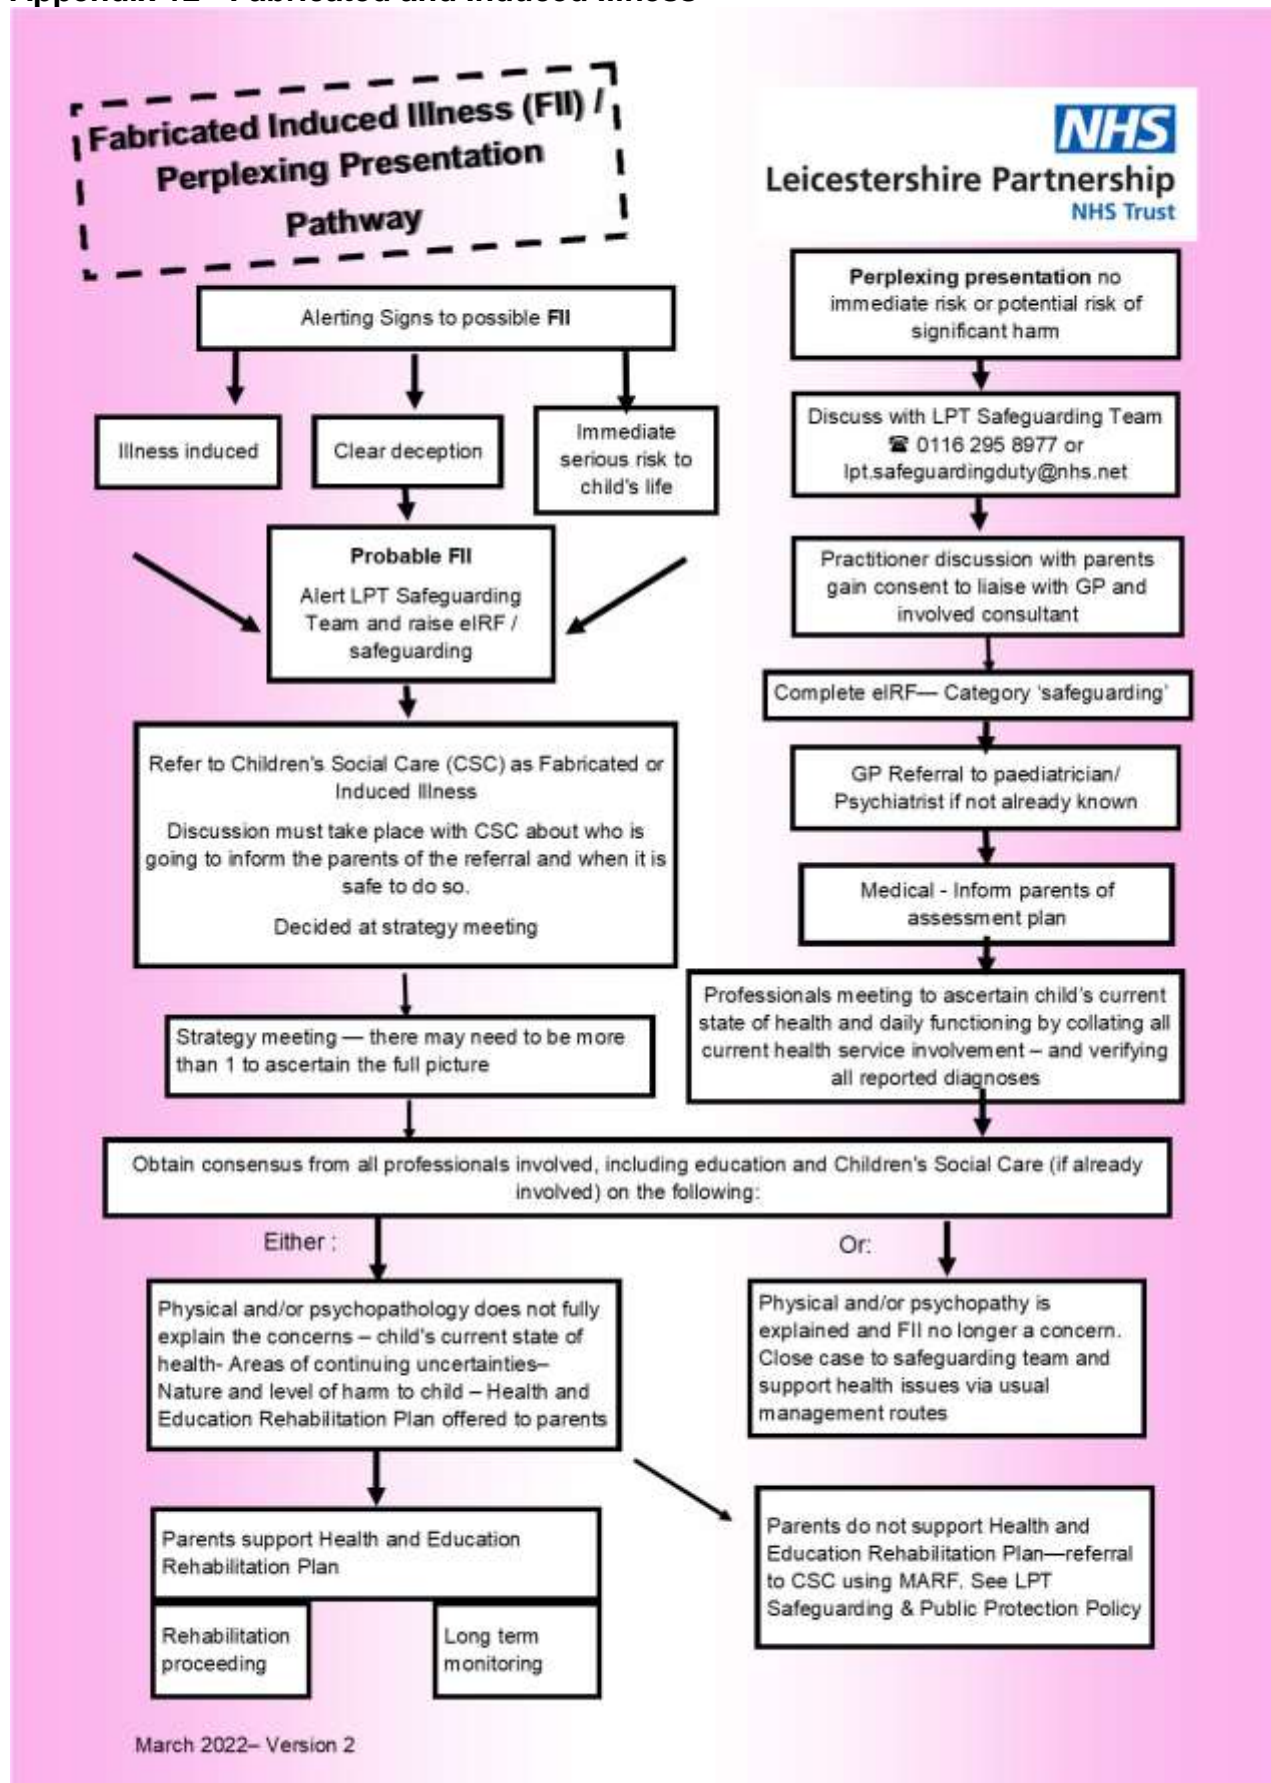 Appendix 12 - Fabricated and Induced Illness
Fabricated Induced Illness (FII) /
Perplexing Presentation
Pathway
NHS
Leicestershire Partnership
NHS Trust
Alerting Signs to possible FII
Illness induced
Clear deception
Immediate
serious risk to
child's life
Probable FII
Alert LPT Safeguarding
Team and raise eIRF /
safeguarding
Refer to Children's Social Care (CSC) as Fabricated or
Induced Illness
Discussion must take place with CSC about who is
going to inform the parents of the referral and when it is
safe to do so.
Decided at strategy meeting
Strategy meeting — there may need to be more
than 1 to ascertain the full picture
Perplexing presentation no
immediate risk or potential risk of
significant harm
Discuss with LPT Safeguarding Team
☎ 0116 295 8977 or
lpt.safeguardingduty@nhs.net
Practitioner discussion with parents
gain consent to liaise with GP and
involved consultant
Complete eIRF— Category ‘safeguarding’
GP Referral to paediatrician/
Psychiatrist if not already known
Medical - Inform parents of
assessment plan
Professionals meeting to ascertain child's current
state of health and daily functioning by collating all
current health service involvement – and verifying
all reported diagnoses
Obtain consensus from all professionals involved, including education and Children's Social Care (if already
involved) on the following:
Either :
Or:
Physical and/or psychopathology does not fully
explain the concerns – child's current state of
health- Areas of continuing uncertainties–
Nature and level of harm to child – Health and
Education Rehabilitation Plan offered to parents
Physical and/or psychopathy is
explained and FII no longer a concern.
Close case to safeguarding team and
support health issues via usual
management routes
Parents support Health and Education
Rehabilitation Plan
Rehabilitation
proceeding
Long term
monitoring
Parents do not support Health and
Education Rehabilitation Plan—referral
to CSC using MARF. See LPT
Safeguarding & Public Protection Policy
March 2022– Version 2